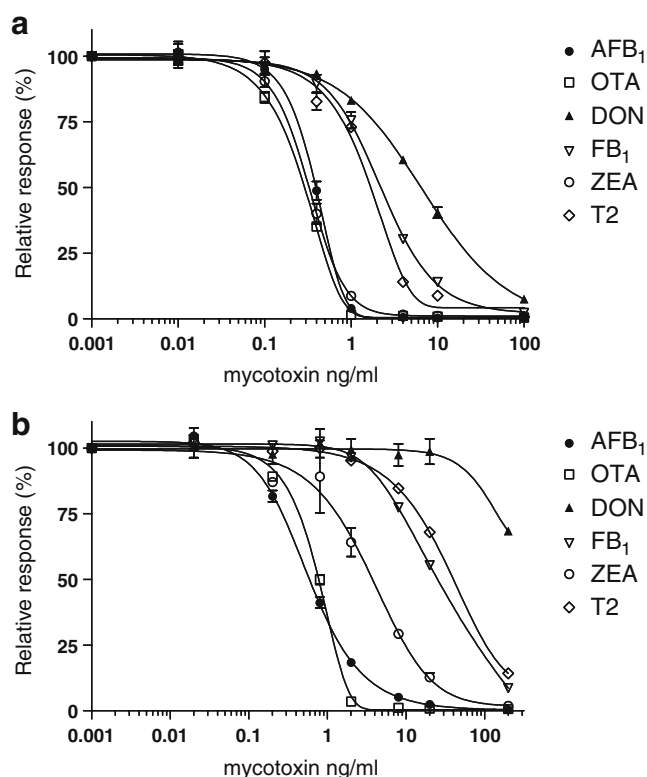 a
100
75
50
25
0
Relative response (%)
0.001 0.01 0.1 1 10 100
mycotoxin ng/ml
AFB₁
OTA
DON
FB₁
ZEA
T2
b
100
75
50
25
0
Relative response (%)
0.001 0.01 0.1 1 10 100
mycotoxin ng/ml
AFB₁
OTA
DON
FB₁
ZEA
T2